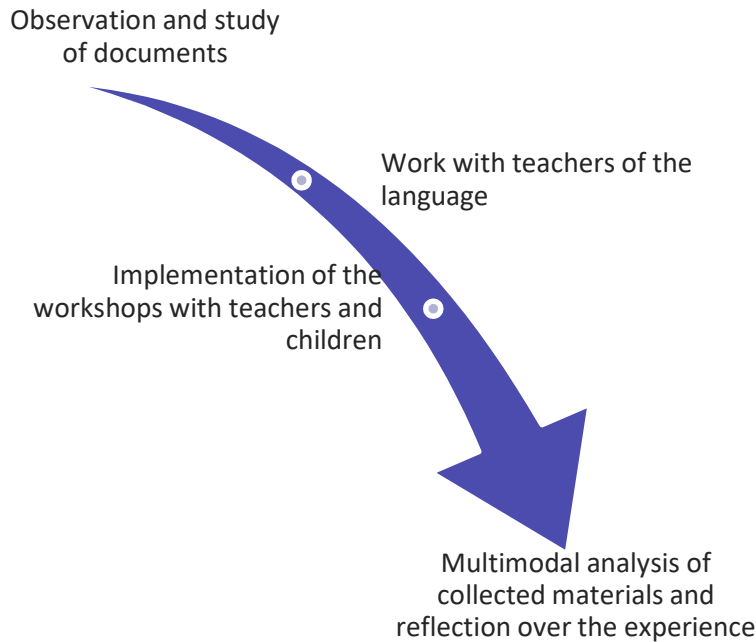 Observation and study
of documents
Work with teachers of the
language
Implementation of the
workshops with teachers and
children
Multimodal analysis of
collected materials and
reflection over the experience